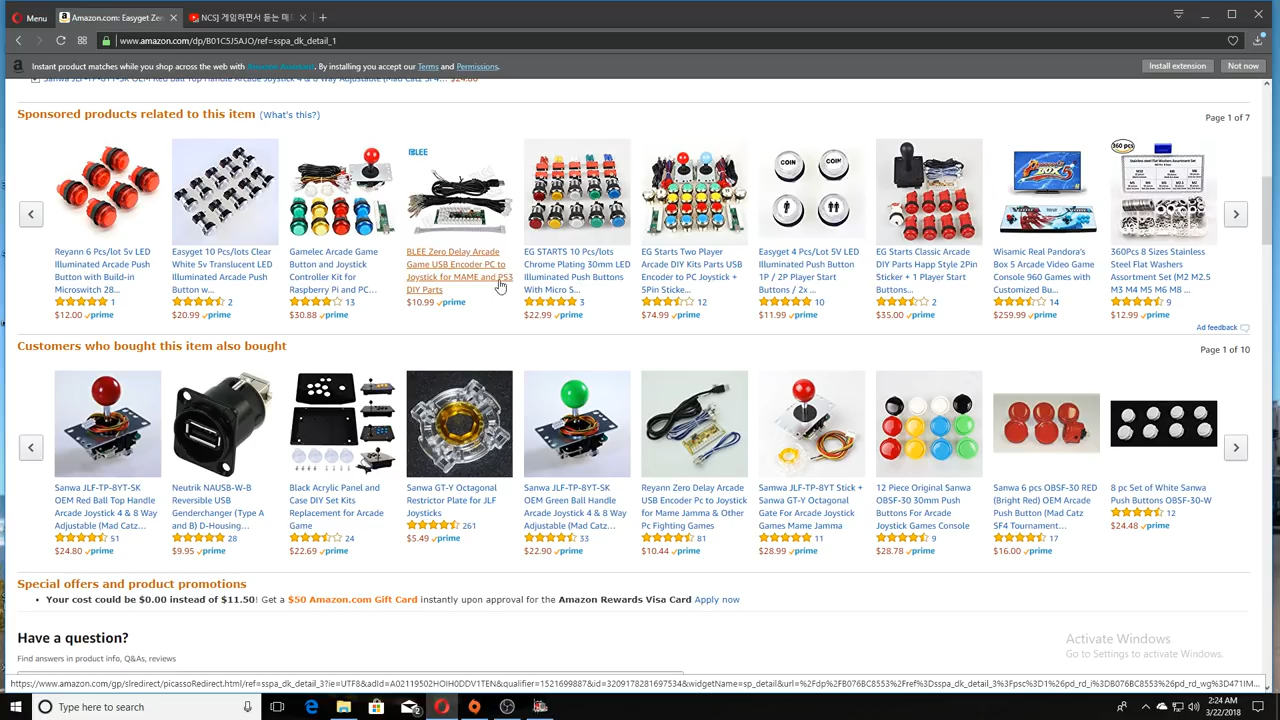 Menu
Amazon.com: Easyget Zer
NCS] 게임하면서 듣는 매
www.amazon.com/dp/B01C5J5AJO/ref=sspa_dk_detail_1
Instant product matches while you shop across the web with Amazon Assistant. By installing you accept our Terms and Permissions.
Install extension
Not now
Sanwa JLF-TP-8YT-SK OEM Red Ball Top Handle Arcade Joystick 4 & 8 Way Adjustable (Mad Catz SF4... $24.80
Sponsored products related to this item (What's this?)
Page 1 of 7
BLEE
COIN
COIN
360 pcs
Reyann 6 Pcs/lot 5v LED
Illuminated Arcade Push
Button with Build-in
Microswitch 28...
1
$12.00 prime
Easyget 10 Pcs/lots Clear
White 5v Translucent LED
Illuminated Arcade Push
Button w...
2
$20.99 prime
Gamelec Arcade Game
Button and Joystick
Controller Kit for
Raspberry Pi and PC...
13
$30.88 prime
BLEE Zero Delay Arcade
Game USB Encoder PC to
Joystick for MAME and PS3
DIY Parts
$10.99 prime
EG STARTS 10 Pcs/lots
Chrome Plating 30mm LED
Illuminated Push Buttons
With Micro S...
3
$22.99 prime
EG Starts Two Player
Arcade DIY Kits Parts USB
Encoder to PC Joystick +
5Pin Sticke...
12
$74.99 prime
Easyget 4 Pcs/Lot 5V LED
Illuminated Push Button
1P / 2P Player Start
Buttons / 2x ...
10
$11.99 prime
EG Starts Classic Arcade
DIY Parts Happ Style 2Pin
Sticker + 1 Player Start
Buttons...
2
$35.00 prime
Wisamic Real Pandora's
Box 5 Arcade Video Game
Console 960 Games with
Customized Bu...
14
$259.99 prime
360Pcs 8 Sizes Stainless
Steel Flat Washers
Assortment Set (M2 M2.5
M3 M4 M5 M6 M8 ...
9
$12.99 prime
Ad feedback
Customers who bought this item also bought
Page 1 of 10
Sanwa JLF-TP-8YT-SK
OEM Red Ball Top Handle
Arcade Joystick 4 & 8 Way
Adjustable (Mad Catz...
51
$24.80 prime
Neutrik NAUSB-W-B
Reversible USB
Genderchanger (Type A
and B) D-Housing...
28
$9.95 prime
Black Acrylic Panel and
Case DIY Set Kits
Replacement for Arcade
Game
24
$22.69 prime
Sanwa GT-Y Octagonal
Restrictor Plate for JLF
Joysticks
261
$5.49 prime
Sanwa JLF-TP-8YT-SK
OEM Green Ball Handle
Arcade Joystick 4 & 8 Way
Adjustable (Mad Catz...
33
$22.90 prime
Reyann Zero Delay Arcade
USB Encoder Pc to Joystick
for Mame Jamma & Other
Pc Fighting Games
81
$10.44 prime
Sanwa JLF-TP-8YT Stick +
Sanwa GT-Y Octagonal
Gate For Arcade Joystick
Games Mame Jamma
11
$28.99 prime
12 Piece Original Sanwa
OBSF-30 30mm Push
Buttons For Arcade
Joystick Games Console
9
$28.78 prime
Sanwa 6 pcs OBSF-30 RED
(Bright Red) OEM Arcade
Push Button (Mad Catz
SF4 Tournament...
17
$16.00 prime
8 pc Set of White Sanwa
Push Buttons OBSF-30-W
12
$24.48 prime
Special offers and product promotions
Your cost could be $0.00 instead of $11.50! Get a $50 Amazon.com Gift Card instantly upon approval for the Amazon Rewards Visa Card Apply now
Have a question?
Find answers in product info, Q&As, reviews
Activate Windows
Go to Settings to activate Windows.
https://www.amazon.com/gp/slredirect/picassoRedirect.html/ref=sspa_dk_detail_3?ie=UTF8&adId=A02119502HOIH0DDV1TEN&qualifier=1521699887&id=3209178281697534&widgetName=sp_detail&url=%2Fdp%2FB076BC8553%2Fref%3Dsspa_dk_detail_3%3Fpsc%3D1%26pd_rd_i%3DB076BC8553%26pd_rd_wg%3D471IM...
Type here to search
2:24 AM
3/22/2018